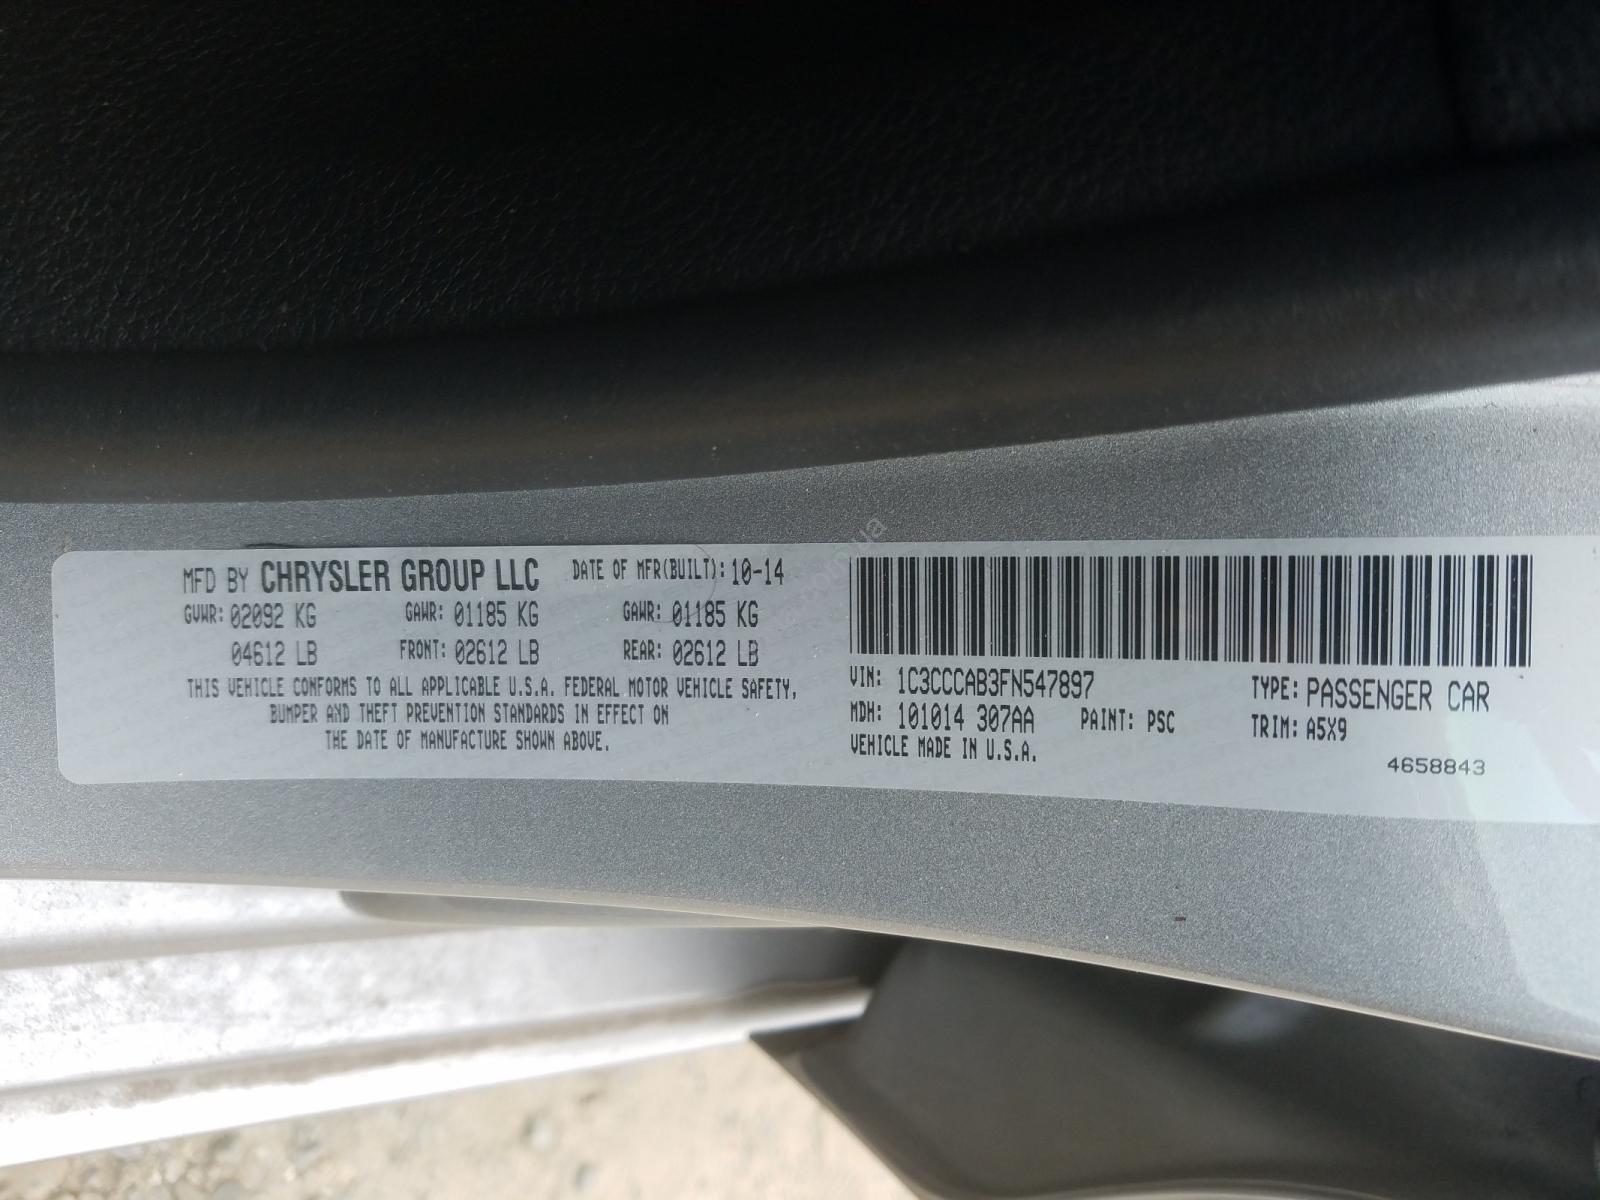 MFD BY CHRYSLER GROUP LLC DATE OF MFR(BUILT): 10-14
GVWR: 02092 KG GAWR: 01185 KG GAWR: 01185 KG
04612 LB FRONT: 02612 LB REAR: 02612 LB
THIS VEHICLE CONFORMS TO ALL APPLICABLE U.S.A. FEDERAL MOTOR VEHICLE SAFETY,
BUMPER AND THEFT PREVENTION STANDARDS IN EFFECT ON
THE DATE OF MANUFACTURE SHOWN ABOVE.
VIN: 1C3CCCAB3FN547897 TYPE: PASSENGER CAR
MDH: 101014 307AA PAINT: PSC TRIM: A5X9
VEHICLE MADE IN U.S.A.
4658843